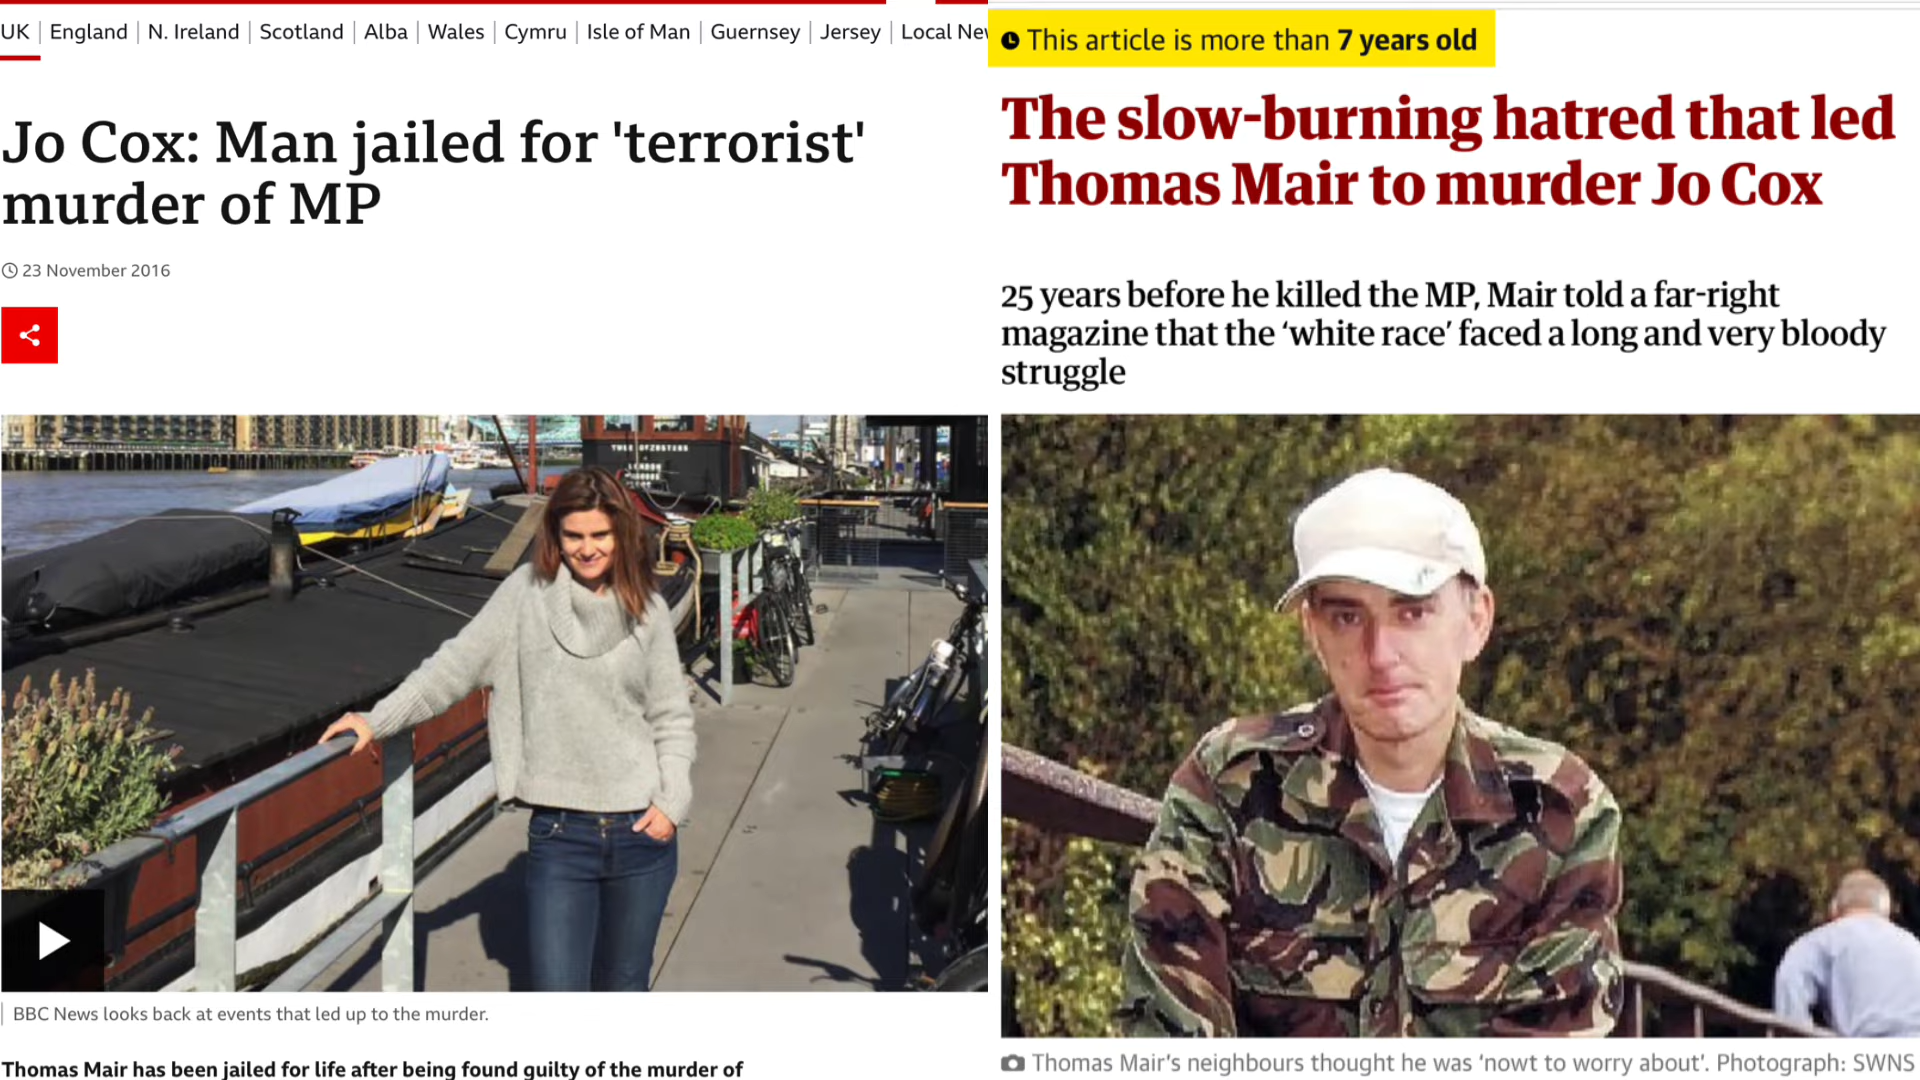 UK | England | N. Ireland | Scotland | Alba | Wales | Cymru | Isle of Man | Guernsey | Jersey | Local Nev
Jo Cox: Man jailed for 'terrorist'
murder of MP
23 November 2016
LONDON
BBC News looks back at events that led up to the murder.
Thomas Mair has been jailed for life after being found guilty of the murder of
This article is more than 7 years old
The slow-burning hatred that led
Thomas Mair to murder Jo Cox
25 years before he killed the MP, Mair told a far-right
magazine that the ‘white race’ faced a long and very bloody
struggle
Thomas Mair’s neighbours thought he was ‘nowt to worry about’. Photograph: SWNS